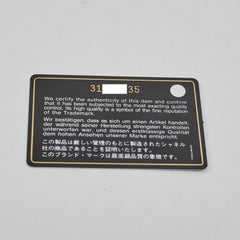 31 35
We certify the authenticity of this item and confirm
that it has been subjected to the most exacting quality
control. Its high quality is a symbol of the fine reputation
of the Trademark.
Wir bestätigen, dass es sich um einen Artikel handelt,
der während seiner Herstellung strengsten Kontrollen
unterworfen war, und dessen erstklassige Qualität
dem hohen Ansehen unserer Marke entspricht.
この製品は厳しい管理のもとに製造されたシャネル
社の商品であることを証明いたします。
このブランド・マークは最高級品質の象徴です。